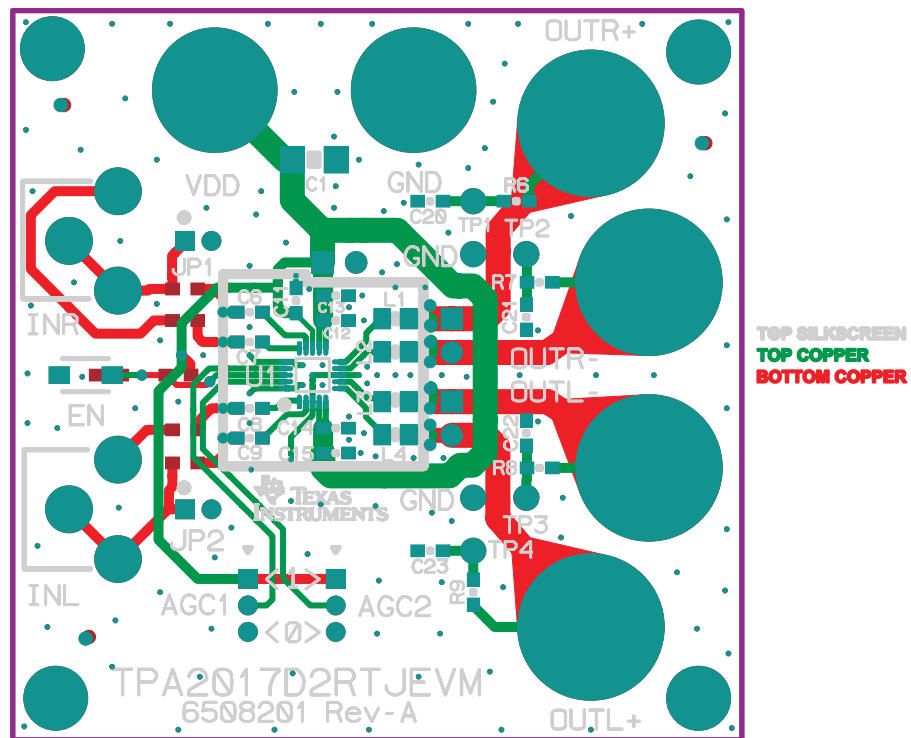 OUTR+
VDD
C1
GND
R6
C20
TP1
TP2
JP1
GND
R7
INR
C6
C11
C13
L1
C21
C12
C7
OUTR-
TOP SILKSCREEN
TOP COPPER
BOTTOM COPPER
U1
OUTL-
EN
C8
C14
C22
C9
C15
L4
R8
TEXAS
INSTRUMENTS
GND
TP3
JP2
TP4
C23
<1>
R9
INL
AGC1
AGC2
<0>
TPA2017D2RTJEVM
6508201 Rev-A
OUTL+